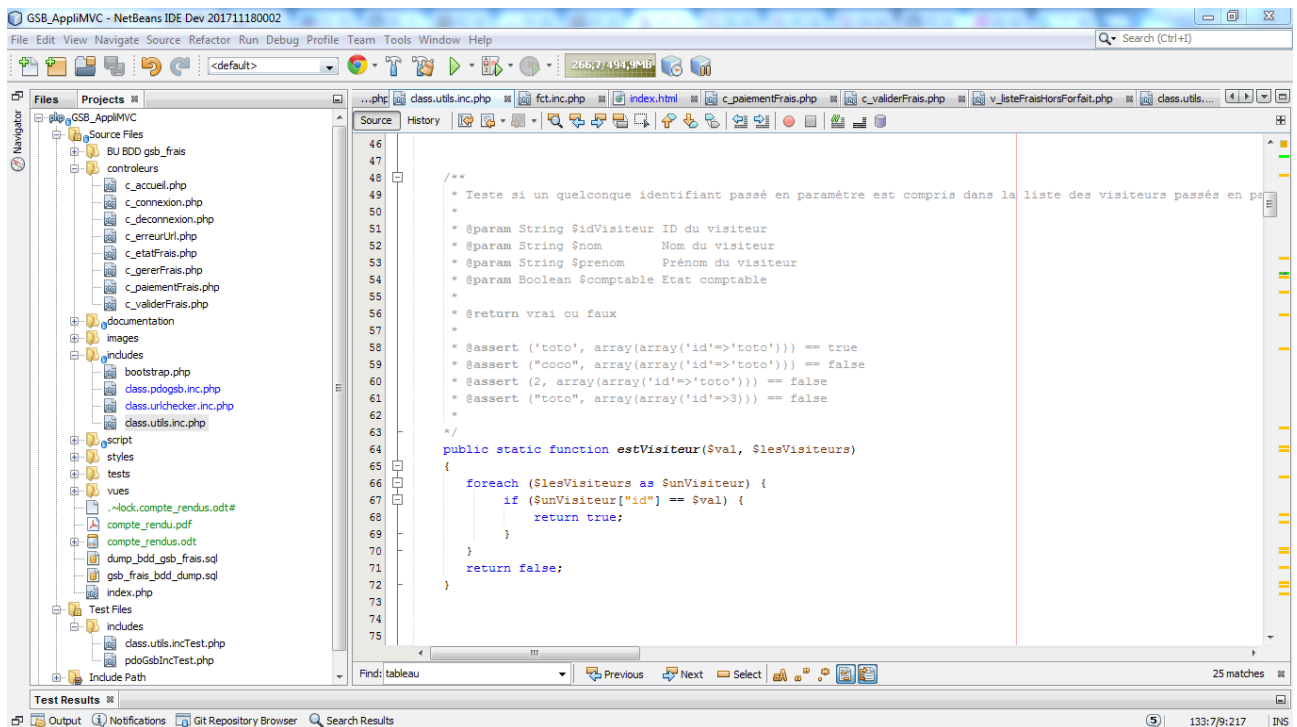 GSB_AppliMVC - NetBeans IDE Dev 201711180002
File Edit View Navigate Source Refactor Run Debug Profile Team Tools Window Help
Search (Ctrl+I)
<default>
266,7/494,9MB
Files Projects
Navigator
...php class.utils.inc.php fct.inc.php index.html c_paiementFrais.php c_validerFrais.php v_listeFraisHorsForfait.php class.utils....
Source History
GSB_AppliMVC
Source Files
BU BDD gsb_frais
controleurs
c_accueil.php
c_connexion.php
c_deconnexion.php
c_erreurUrl.php
c_etatFrais.php
c_gererFrais.php
c_paiementFrais.php
c_validerFrais.php
documentation
images
includes
bootstrap.php
class.pdogsb.inc.php
class.urlchecker.inc.php
class.utils.inc.php
script
styles
tests
vues
.~lock.compte_rendus.odt#
compte_rendu.pdf
compte_rendus.odt
dump_bdd_gsb_frais.sql
gsb_frais_bdd_dump.sql
index.php
Test Files
includes
class.utils.incTest.php
pdoGsbIncTest.php
Include Path
46
47
48 /**
49 * Teste si un quelconque identifiant passé en paramètre est compris dans la liste des visiteurs passés en pa
50 *
51 * @param String $idVisiteur ID du visiteur
52 * @param String $nom Nom du visiteur
53 * @param String $prenom Prénom du visiteur
54 * @param Boolean $comptable Etat comptable
55 *
56 * @return vrai ou faux
57 *
58 * @assert ('toto', array(array('id'=>'toto'))) == true
59 * @assert ("coco", array(array('id'=>'toto'))) == false
60 * @assert (2, array(array('id'=>'toto'))) == false
61 * @assert ("toto", array(array('id'=>3))) == false
62 *
63 */
64 public static function estVisiteur($val, $lesVisiteurs)
65 {
66 foreach ($lesVisiteurs as $unVisiteur) {
67 if ($unVisiteur["id"] == $val) {
68 return true;
69 }
70 }
71 return false;
72 }
73
74
75
Find: tableau Previous Next Select 25 matches
Test Results
Output Notifications Git Repository Browser Search Results 5 133:7/9:217 INS